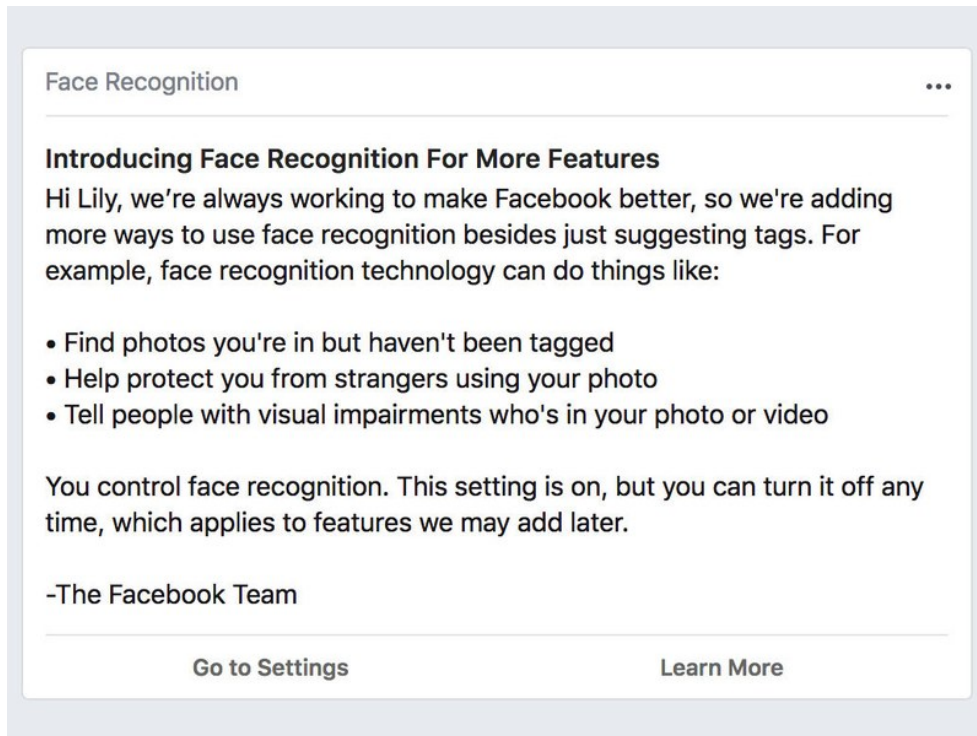 Face Recognition
Introducing Face Recognition For More Features
Hi Lily, we’re always working to make Facebook better, so we're adding
more ways to use face recognition besides just suggesting tags. For
example, face recognition technology can do things like:
• Find photos you're in but haven't been tagged
• Help protect you from strangers using your photo
• Tell people with visual impairments who's in your photo or video
You control face recognition. This setting is on, but you can turn it off any
time, which applies to features we may add later.
-The Facebook Team
Go to Settings
Learn More